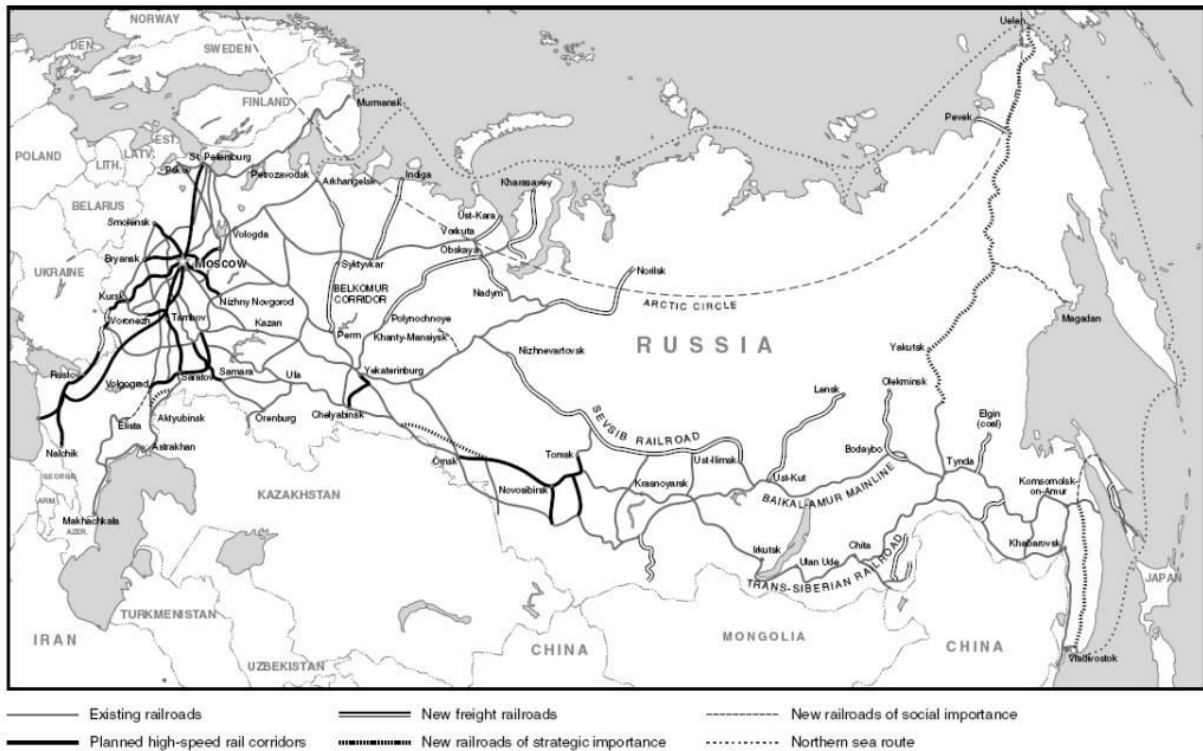 NORWAY
Uelen
DEN.
SWEDEN
FINLAND
Murmansk
Pevek
EST.
POLAND
LATV.
LITH.
St. Petersburg
Pskov
Petrozavodsk
Arkhangelsk
Indiga
Kharasavey
BELARUS
Smolensk
Ust-Kara
Vorkuta
Vologda
Obskaya
Bryansk
MOSCOW
Syktyvkar
Norilsk
UKRAINE
BELKOMUR
CORRIDOR
Nadym
Kursk
Nizhny Novgorod
ARCTIC CIRCLE
Magadan
Voronezh
Tambov
Kazan
Polynochnoye
Perm
Khanty-Mansiysk
RUSSIA
Nizhnevartovsk
Yakutsk
Rostov
Volgograd
Saratov
Samara
Ufa
Yekaterinburg
Lensk
Olekminsk
Aktyubinsk
Orenburg
Chelyabinsk
SEVSIB RAILROAD
Elgin
(coal)
Elista
Nalchik
Astrakhan
Omsk
Tomsk
Ust-Ilimsk
Bodaybo
Tynda
GEORGIA
Novosibirsk
Krasnoyarsk
Ust-Kut
BAIKAL-AMUR MAINLINE
Komsomolsk-
on-Amur
KAZAKHSTAN
ARM.
Makhachkala
AZER.
Irkutsk
Ulan Ude
Chita
Khabarovsk
TRANS-SIBERIAN RAILROAD
JAPAN
TURKMENISTAN
IRAN
UZBEKISTAN
CHINA
MONGOLIA
CHINA
Vladivostok
Existing railroads
New freight railroads
New railroads of social importance
Planned high-speed rail corridors
New railroads of strategic importance
Northern sea route